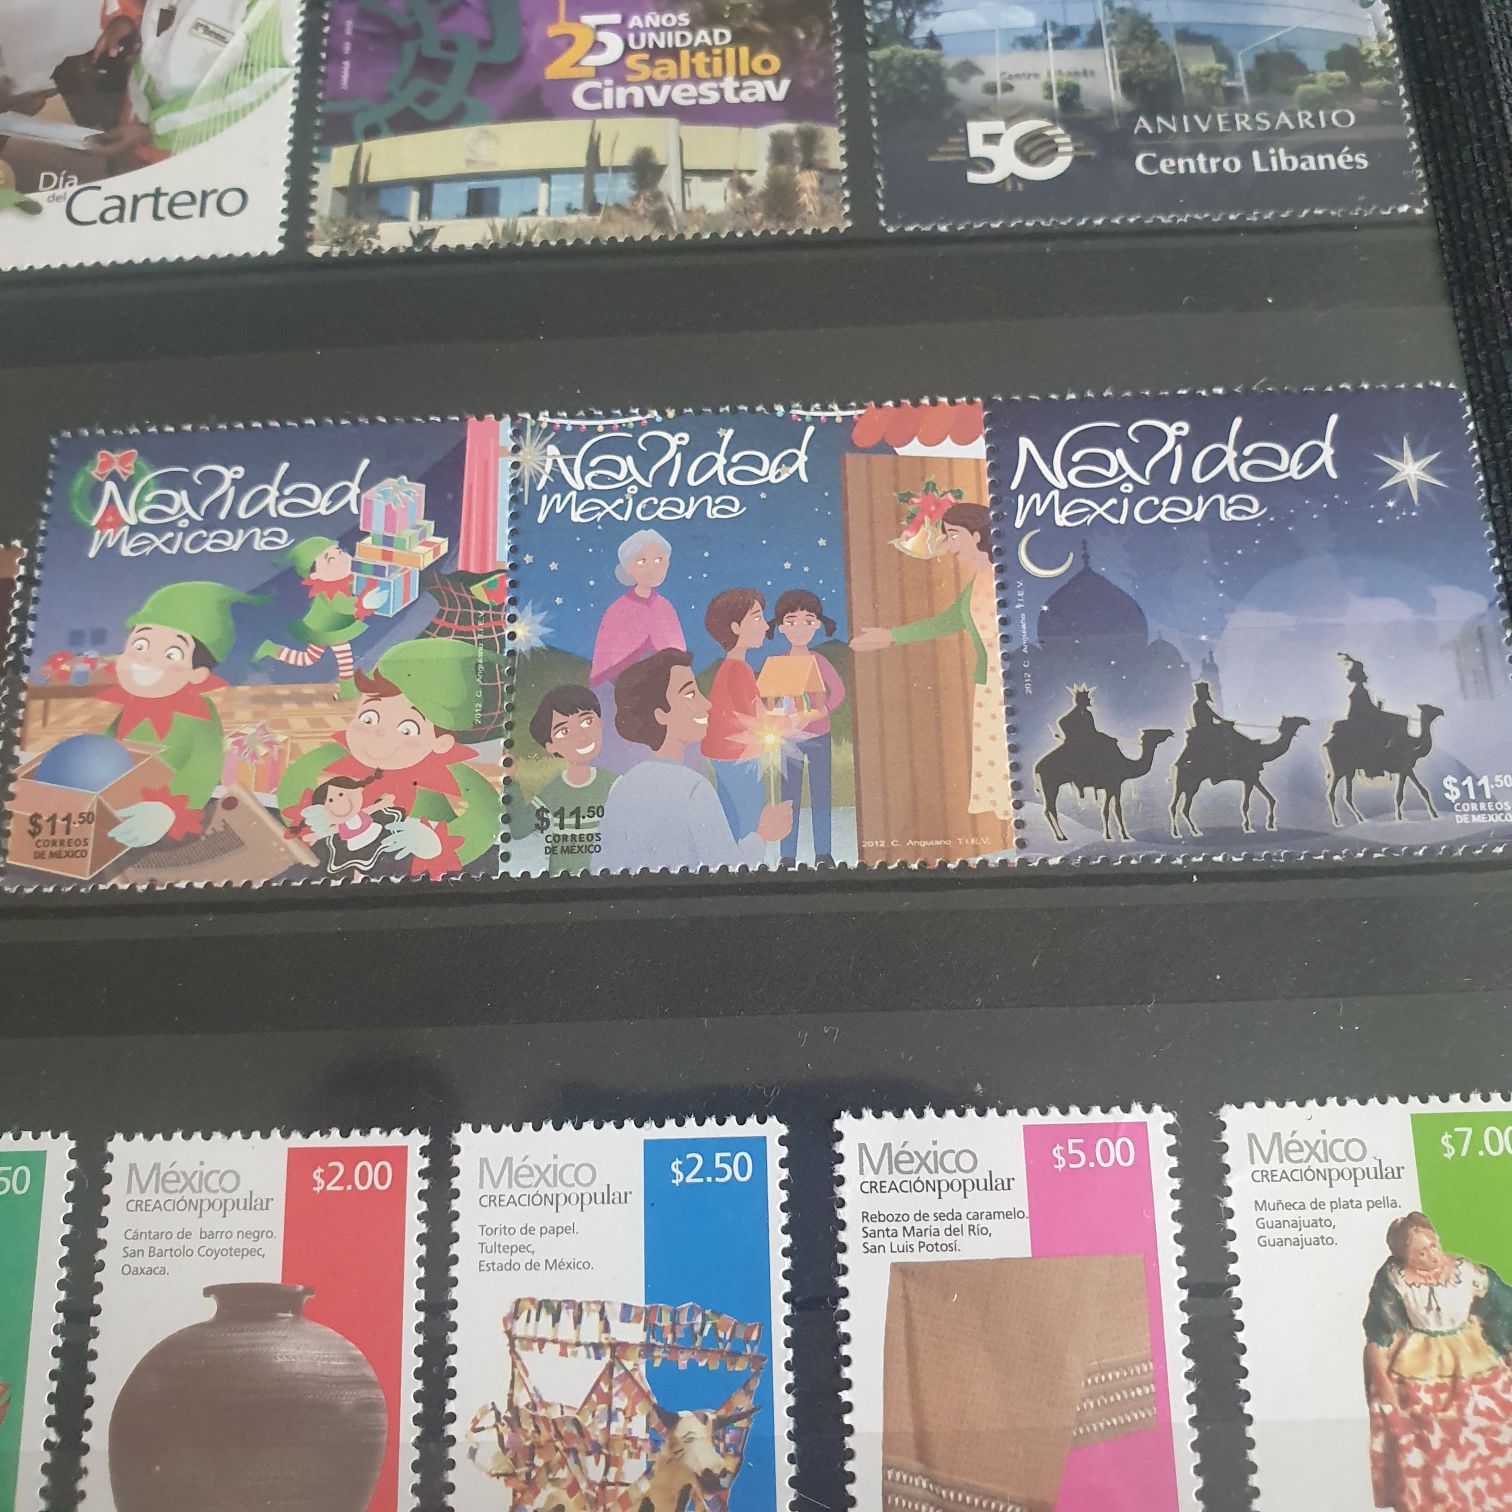 Día
del Cartero
25 AÑOS
UNIDAD
Saltillo
Cinvestav
Centro Libanés
50 ANIVERSARIO
Centro Libanés
Navidad
Mexicana
2012 C. Anguiano T.I.E.V.
$11.50
CORREOS
DE MÉXICO
Navidad
Mexicana
$11.50
CORREOS
DE MÉXICO
2012 C. Anguiano T.I.E.V.
Navidad
Mexicana
2012 C. Anguiano T.I.E.V.
$11.50
CORREOS
DE MÉXICO
50
México $2.00
CREACIÓNpopular
Cántaro de barro negro.
San Bartolo Coyotepec,
Oaxaca.
México $2.50
CREACIÓNpopular
Torito de papel.
Tultepec,
Estado de México.
México $5.00
CREACIÓNpopular
Rebozo de seda caramelo.
Santa María del Río,
San Luis Potosí.
México $7.00
CREACIÓNpopular
Muñeca de plata pella.
Guanajuato,
Guanajuato.